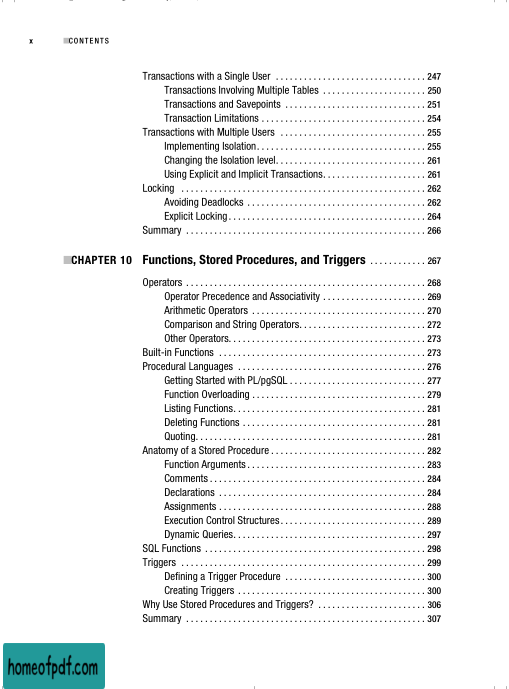 x ■CONTENTS
Transactions with a Single User . . . . . . . . . . . . . . . . . . . . . . . . . . . . . . . . 247
Transactions Involving Multiple Tables . . . . . . . . . . . . . . . . . . . . . . 250
Transactions and Savepoints . . . . . . . . . . . . . . . . . . . . . . . . . . . . . . 251
Transaction Limitations . . . . . . . . . . . . . . . . . . . . . . . . . . . . . . . . . . . 254
Transactions with Multiple Users . . . . . . . . . . . . . . . . . . . . . . . . . . . . . . . 255
Implementing Isolation. . . . . . . . . . . . . . . . . . . . . . . . . . . . . . . . . . . . 255
Changing the Isolation level. . . . . . . . . . . . . . . . . . . . . . . . . . . . . . . . 261
Using Explicit and Implicit Transactions. . . . . . . . . . . . . . . . . . . . . . 261
Locking . . . . . . . . . . . . . . . . . . . . . . . . . . . . . . . . . . . . . . . . . . . . . . . . . . . . 262
Avoiding Deadlocks . . . . . . . . . . . . . . . . . . . . . . . . . . . . . . . . . . . . . . 262
Explicit Locking . . . . . . . . . . . . . . . . . . . . . . . . . . . . . . . . . . . . . . . . . . 264
Summary . . . . . . . . . . . . . . . . . . . . . . . . . . . . . . . . . . . . . . . . . . . . . . . . . . . 266
■CHAPTER 10 Functions, Stored Procedures, and Triggers . . . . . . . . . . . . 267
Operators . . . . . . . . . . . . . . . . . . . . . . . . . . . . . . . . . . . . . . . . . . . . . . . . . . . 268
Operator Precedence and Associativity . . . . . . . . . . . . . . . . . . . . . . 269
Arithmetic Operators . . . . . . . . . . . . . . . . . . . . . . . . . . . . . . . . . . . . . 270
Comparison and String Operators. . . . . . . . . . . . . . . . . . . . . . . . . . . 272
Other Operators. . . . . . . . . . . . . . . . . . . . . . . . . . . . . . . . . . . . . . . . . . 273
Built-in Functions . . . . . . . . . . . . . . . . . . . . . . . . . . . . . . . . . . . . . . . . . . . . 273
Procedural Languages . . . . . . . . . . . . . . . . . . . . . . . . . . . . . . . . . . . . . . . . 276
Getting Started with PL/pgSQL . . . . . . . . . . . . . . . . . . . . . . . . . . . . . 277
Function Overloading . . . . . . . . . . . . . . . . . . . . . . . . . . . . . . . . . . . . . 279
Listing Functions. . . . . . . . . . . . . . . . . . . . . . . . . . . . . . . . . . . . . . . . . 281
Deleting Functions . . . . . . . . . . . . . . . . . . . . . . . . . . . . . . . . . . . . . . . 281
Quoting. . . . . . . . . . . . . . . . . . . . . . . . . . . . . . . . . . . . . . . . . . . . . . . . . 281
Anatomy of a Stored Procedure . . . . . . . . . . . . . . . . . . . . . . . . . . . . . . . . . 282
Function Arguments . . . . . . . . . . . . . . . . . . . . . . . . . . . . . . . . . . . . . . 283
Comments . . . . . . . . . . . . . . . . . . . . . . . . . . . . . . . . . . . . . . . . . . . . . . 284
Declarations . . . . . . . . . . . . . . . . . . . . . . . . . . . . . . . . . . . . . . . . . . . . 284
Assignments . . . . . . . . . . . . . . . . . . . . . . . . . . . . . . . . . . . . . . . . . . . . 288
Execution Control Structures . . . . . . . . . . . . . . . . . . . . . . . . . . . . . . . 289
Dynamic Queries. . . . . . . . . . . . . . . . . . . . . . . . . . . . . . . . . . . . . . . . . 297
SQL Functions . . . . . . . . . . . . . . . . . . . . . . . . . . . . . . . . . . . . . . . . . . . . . . . 298
Triggers . . . . . . . . . . . . . . . . . . . . . . . . . . . . . . . . . . . . . . . . . . . . . . . . . . . . 299
Defining a Trigger Procedure . . . . . . . . . . . . . . . . . . . . . . . . . . . . . . 300
Creating Triggers . . . . . . . . . . . . . . . . . . . . . . . . . . . . . . . . . . . . . . . . 300
Why Use Stored Procedures and Triggers? . . . . . . . . . . . . . . . . . . . . . . . 306
Summary . . . . . . . . . . . . . . . . . . . . . . . . . . . . . . . . . . . . . . . . . . . . . . . . . . . 307
homeofpdf.com